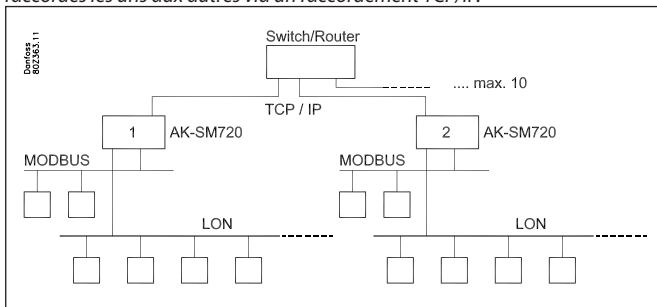 raccordés les uns aux autres via un raccordement TCP/IP.
Danfoss
80Z363.11
Switch/Router
.... max. 10
TCP / IP
1
AK-SM720
2
AK-SM720
MODBUS
MODBUS
LON
LON